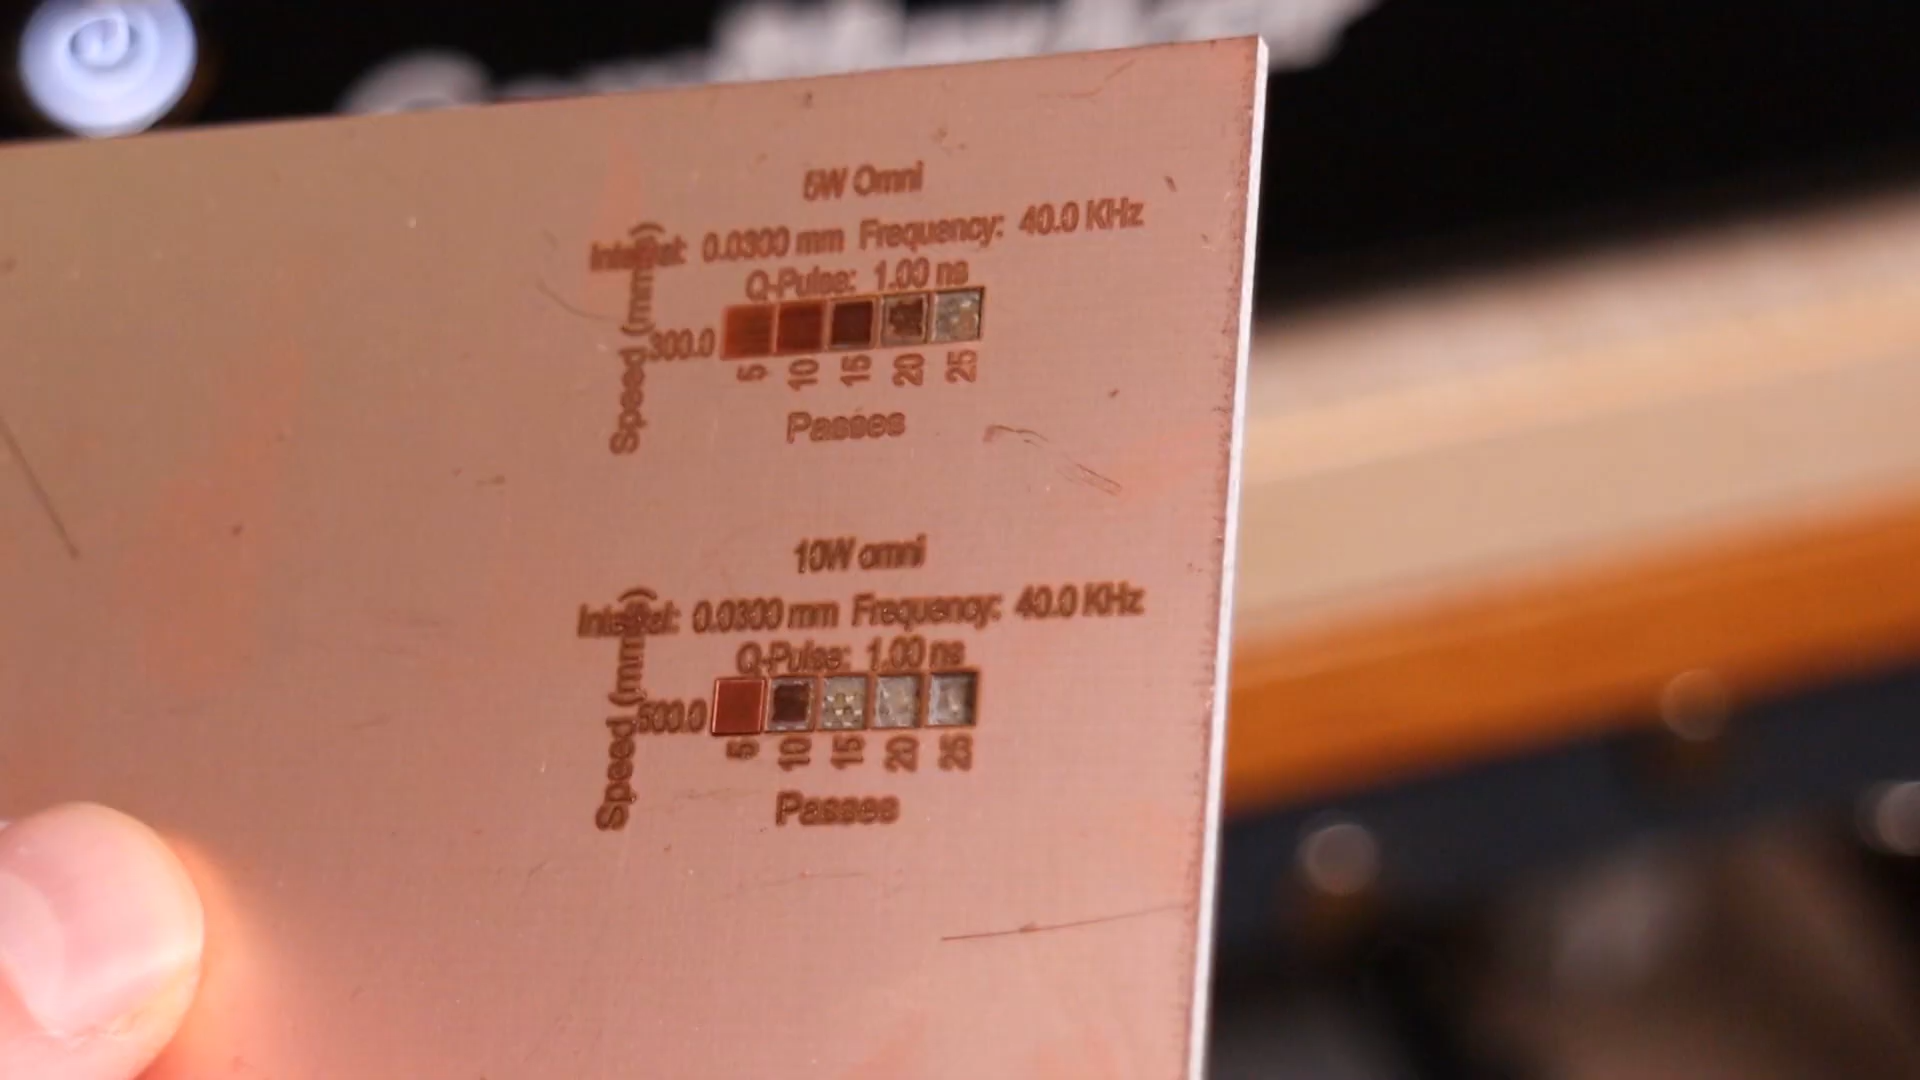 5W Omni
Interval: 0.0300 mm Frequency: 40.0 KHz
Q-Pulse: 1.00 ns
Speed (mm)
300.0
5 10 15 20 25
Passes
10W omni
Interval: 0.0300 mm Frequency: 40.0 KHz
Q-Pulse: 1.00 ns
Speed (mm)
500.0
5 10 15 20 25
Passes